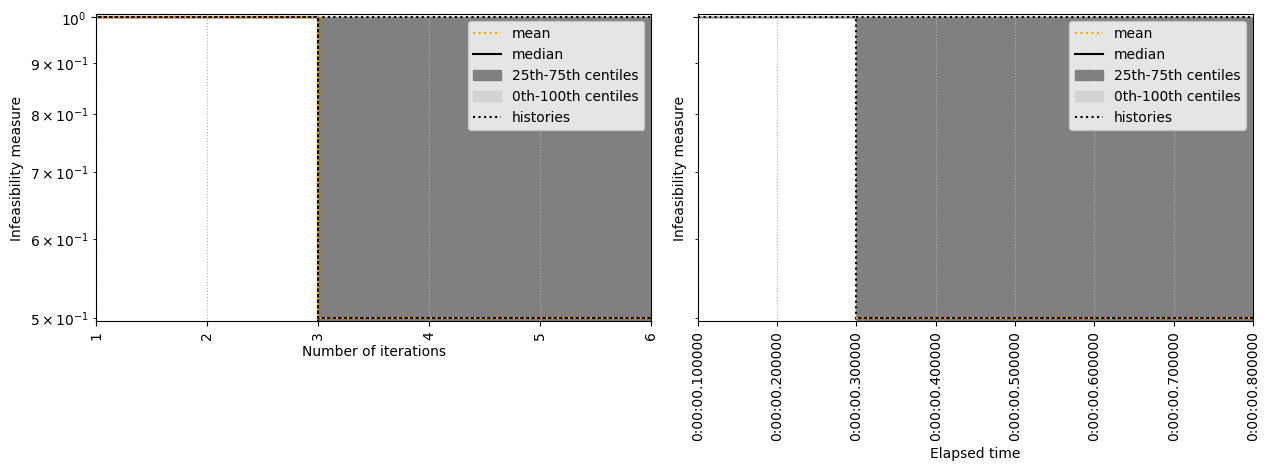 10⁰
9 × 10⁻¹
8 × 10⁻¹
7 × 10⁻¹
6 × 10⁻¹
5 × 10⁻¹
Infeasibility measure
mean
median
25th-75th centiles
0th-100th centiles
histories
1
2
3
4
5
6
Number of iterations
Infeasibility measure
mean
median
25th-75th centiles
0th-100th centiles
histories
0:00:00.100000
0:00:00.200000
0:00:00.300000
0:00:00.400000
0:00:00.500000
0:00:00.600000
0:00:00.700000
0:00:00.800000
Elapsed time